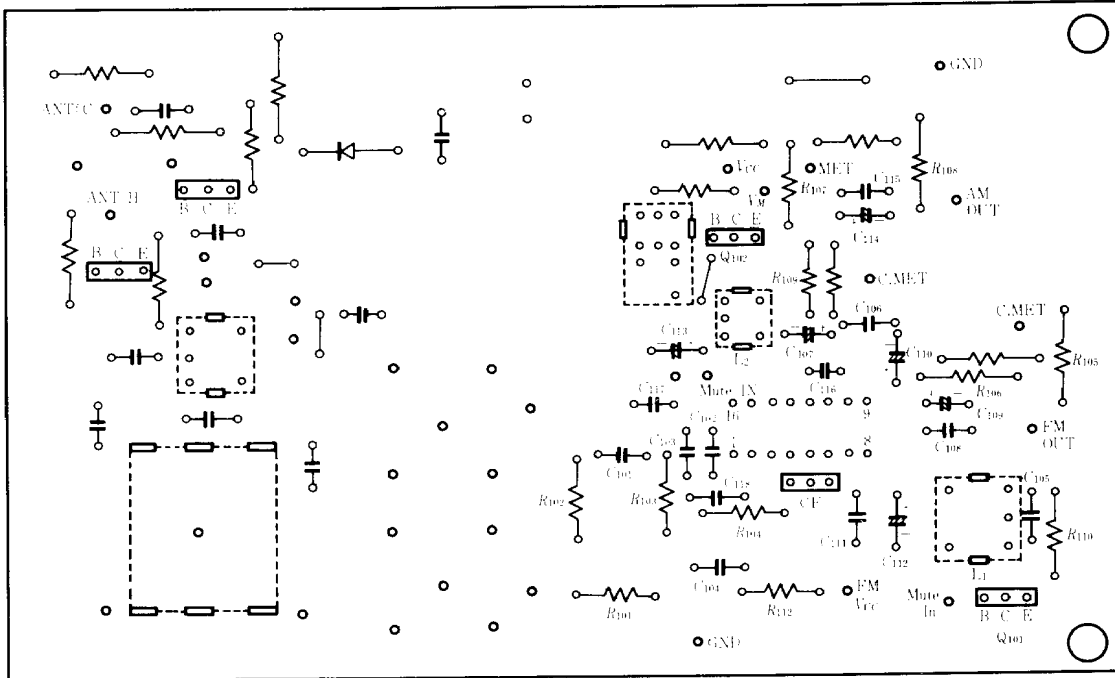 GND
ANT C
Vcc
MET
R107
C115
R108
VM
AM
OUT
ANT H
B C E
B C E
C114
B C E
Q102
R109
C.MET
C106
C.MET
C113
L2
C107
C110
R105
C116
R106
C117
Mute IN
16
9
C109
C102
C103
1
8
C108
FM
OUT
C101
R102
R103
C118
CF
C105
R104
C111
C112
R110
C104
L1
R101
R112
FM
Vcc
Mute
In
B C E
Q101
GND